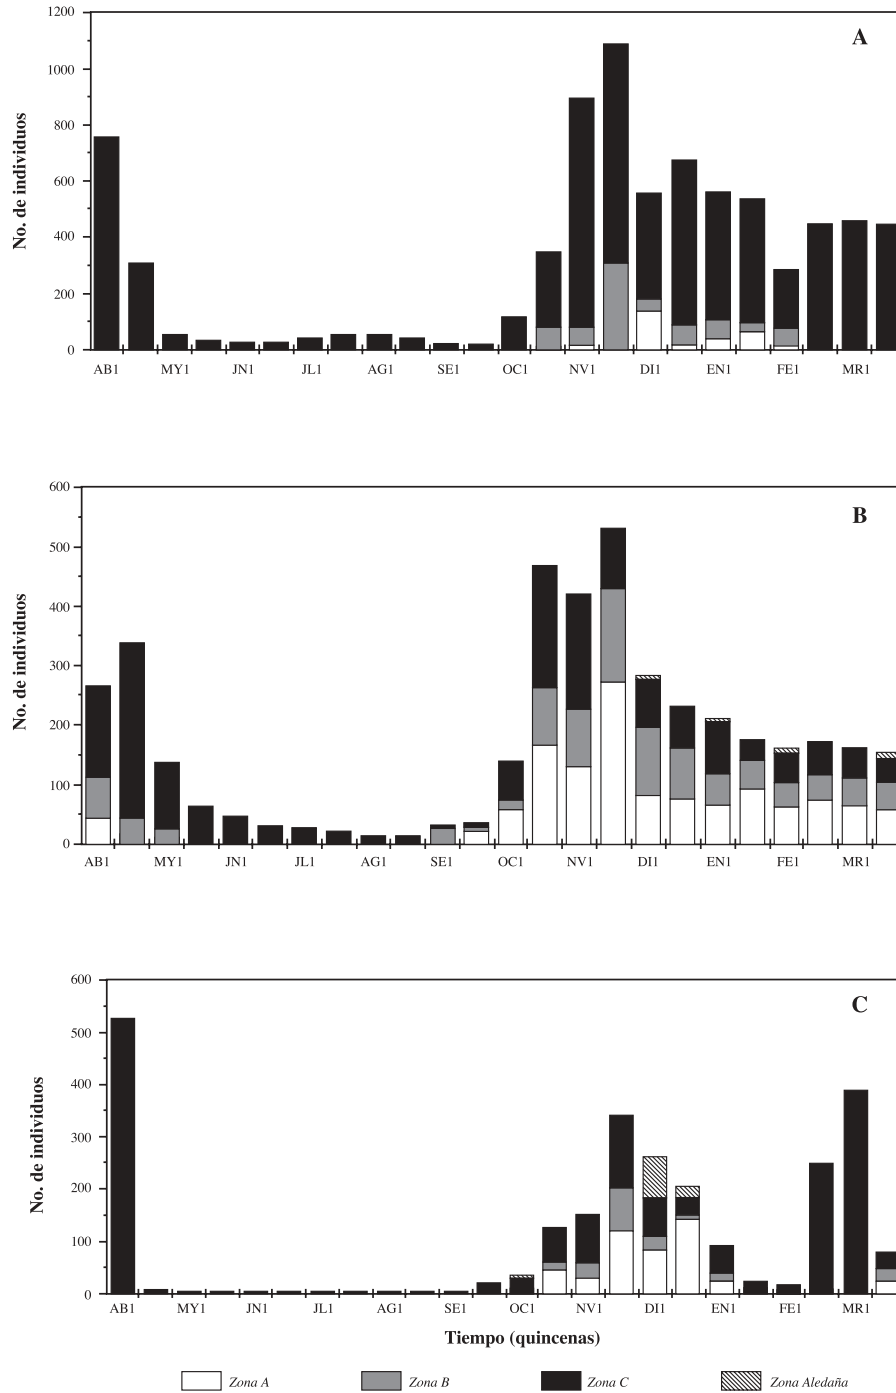 A
No. de individuos
1200
1000
800
600
400
200
0
AB1 MY1 JN1 JL1 AG1 SE1 OC1 NV1 DI1 EN1 FE1 MR1
B
No. de individuos
600
500
400
300
200
100
0
AB1 MY1 JN1 JL1 AG1 SE1 OC1 NV1 DI1 EN1 FE1 MR1
C
No. de individuos
600
500
400
300
200
100
0
AB1 MY1 JN1 JL1 AG1 SE1 OC1 NV1 DI1 EN1 FE1 MR1
Tiempo (quincenas)
Zona A Zona B Zona C Zona Aledaña